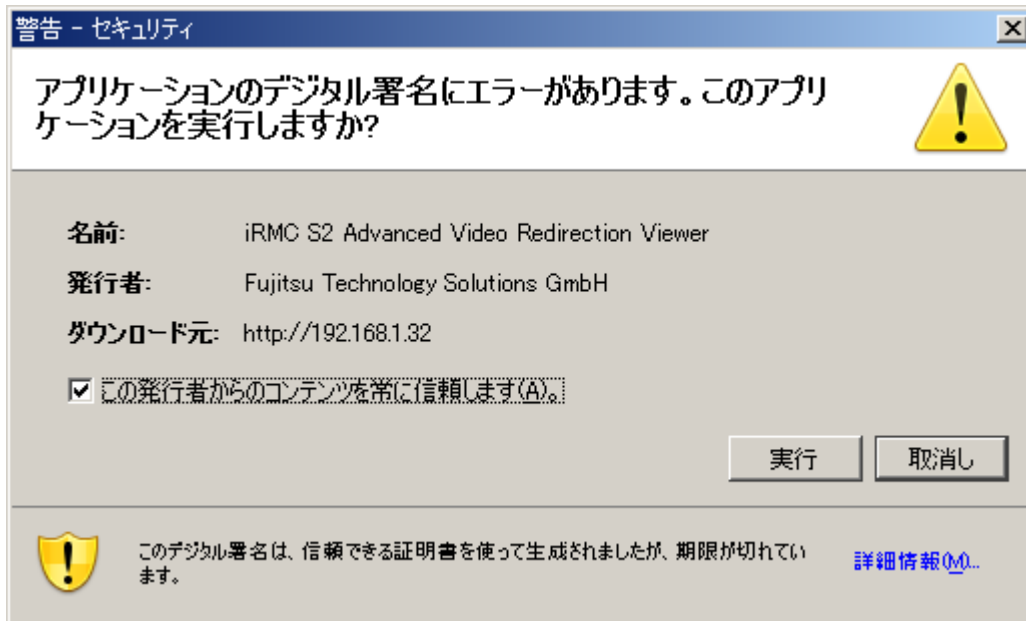 警告 - セキュリティ
アプリケーションのデジタル署名にエラーがあります。このアプリ
ケーションを実行しますか?
名前: iRMC S2 Advanced Video Redirection Viewer
発行者: Fujitsu Technology Solutions GmbH
ダウンロード元: http://192.168.1.32
この発行者からのコンテンツを常に信頼します(A)。
実行 取消し
このデジタル署名は、信頼できる証明書を使って生成されましたが、期限が切れてい
ます。
詳細情報(M)...